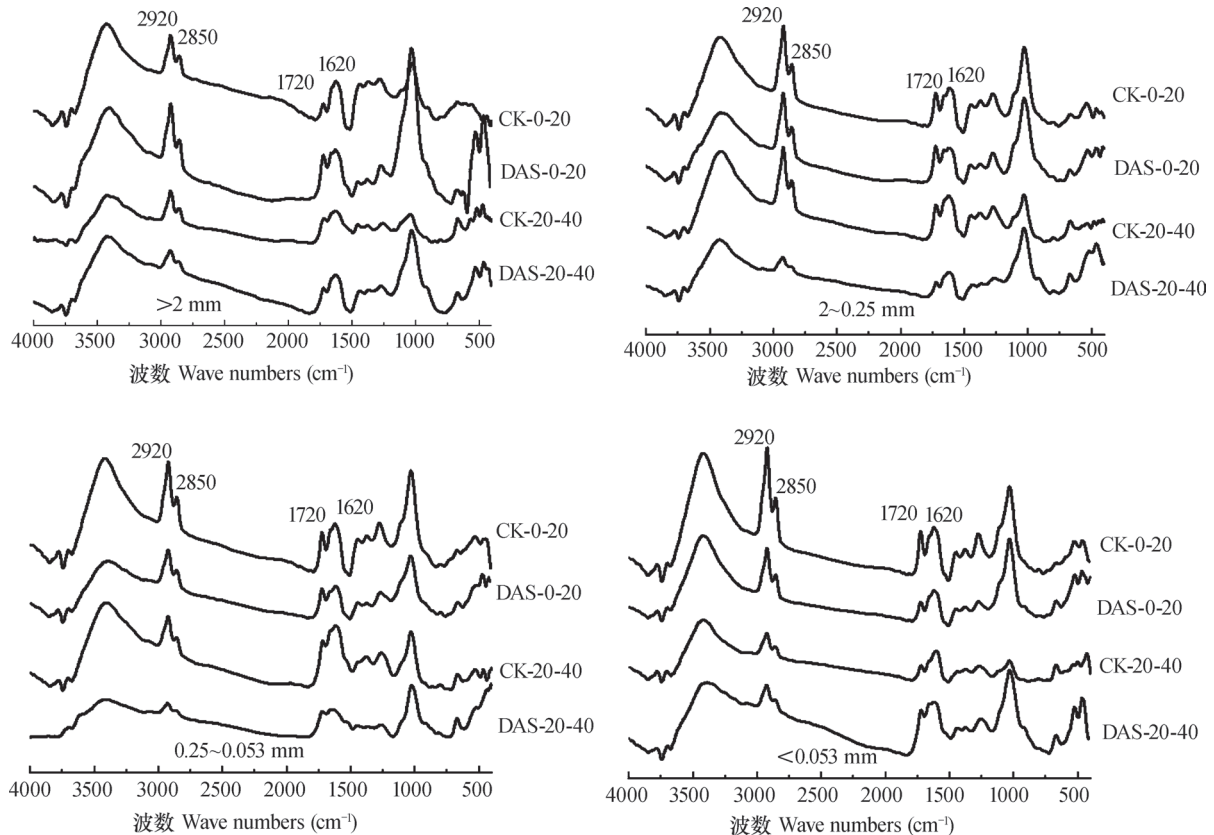 2920
2850
1720
1620
CK-0-20
DAS-0-20
CK-20-40
DAS-20-40
>2 mm
4000 3500 3000 2500 2000 1500 1000 500
波数 Wave numbers (cm⁻¹)
2920
2850
1720
1620
CK-0-20
DAS-0-20
CK-20-40
DAS-20-40
2~0.25 mm
4000 3500 3000 2500 2000 1500 1000 500
波数 Wave numbers (cm⁻¹)
2920
2850
1720
1620
CK-0-20
DAS-0-20
CK-20-40
DAS-20-40
0.25~0.053 mm
4000 3500 3000 2500 2000 1500 1000 500
波数 Wave numbers (cm⁻¹)
2920
2850
1720
1620
CK-0-20
DAS-0-20
CK-20-40
DAS-20-40
<0.053 mm
4000 3500 3000 2500 2000 1500 1000 500
波数 Wave numbers (cm⁻¹)